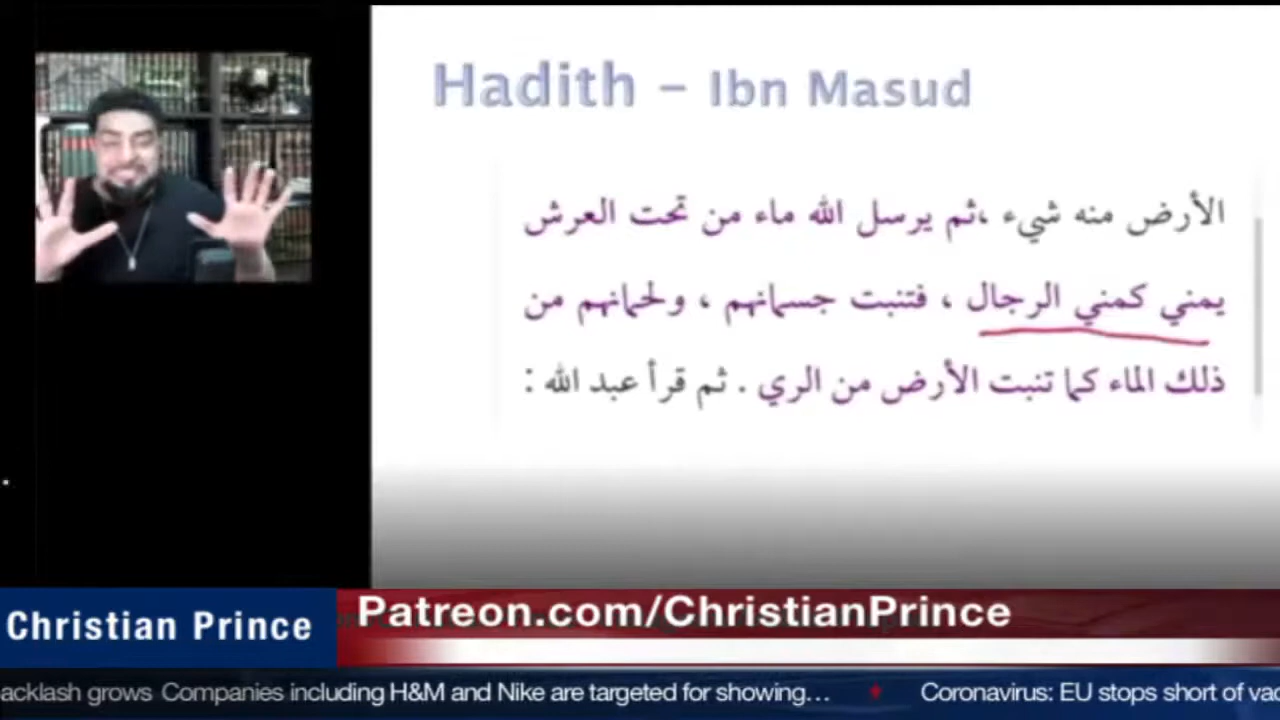 Hadith – Ibn Masud
الأرض منه شيء ،ثم يرسل الله ماء من تحت العرش
يمني كمني الرجال ، فتنبت جسمانهم ، ولحمانهم من
ذلك الماء كما تنبت الأرض من الري . ثم قرأ عبد الله :
Christian Prince
Patreon.com/ChristianPrince
acklash grows Companies including H&M and Nike are targeted for showing... Coronavirus: EU stops short of vac